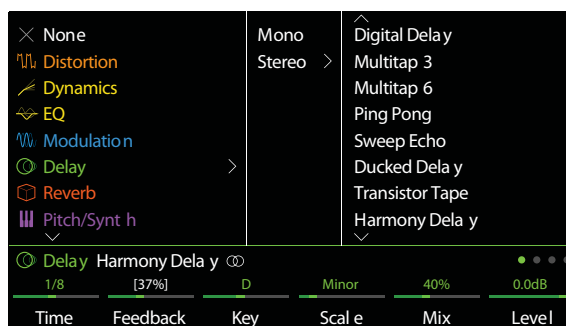 None
Distortion
Dynamics
EQ
Modulation
Delay
Reverb
Pitch/Synth
Mono
Stereo
Digital Delay
Multitap 3
Multitap 6
Ping Pong
Sweep Echo
Ducked Delay
Transistor Tape
Harmony Delay
Delay Harmony Delay
1/8 [37%] D Minor 40% 0.0dB
Time Feedback Key Scale Mix Level